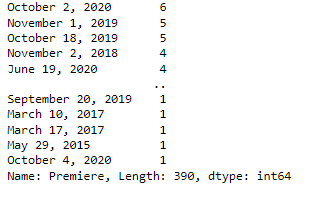 October 2, 2020 6
November 1, 2019 5
October 18, 2019 5
November 2, 2018 4
June 19, 2020 4
..
September 20, 2019 1
March 10, 2017 1
March 17, 2017 1
May 29, 2015 1
October 4, 2020 1
Name: Premiere, Length: 390, dtype: int64